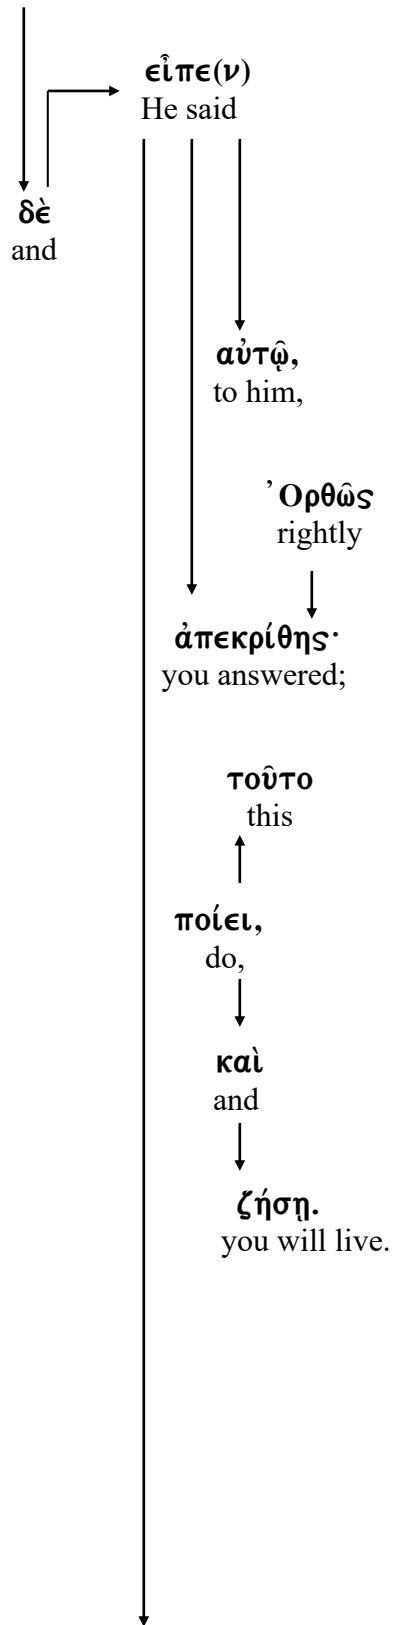 εἶπε(ν)
He said
δὲ
and
αὐτῷ,
to him,
Ὀρθῶς
rightly
ἀπεκρίθης·
you answered;
τοῦτο
this
ποίει,
do,
καὶ
and
ζήσῃ.
you will live.